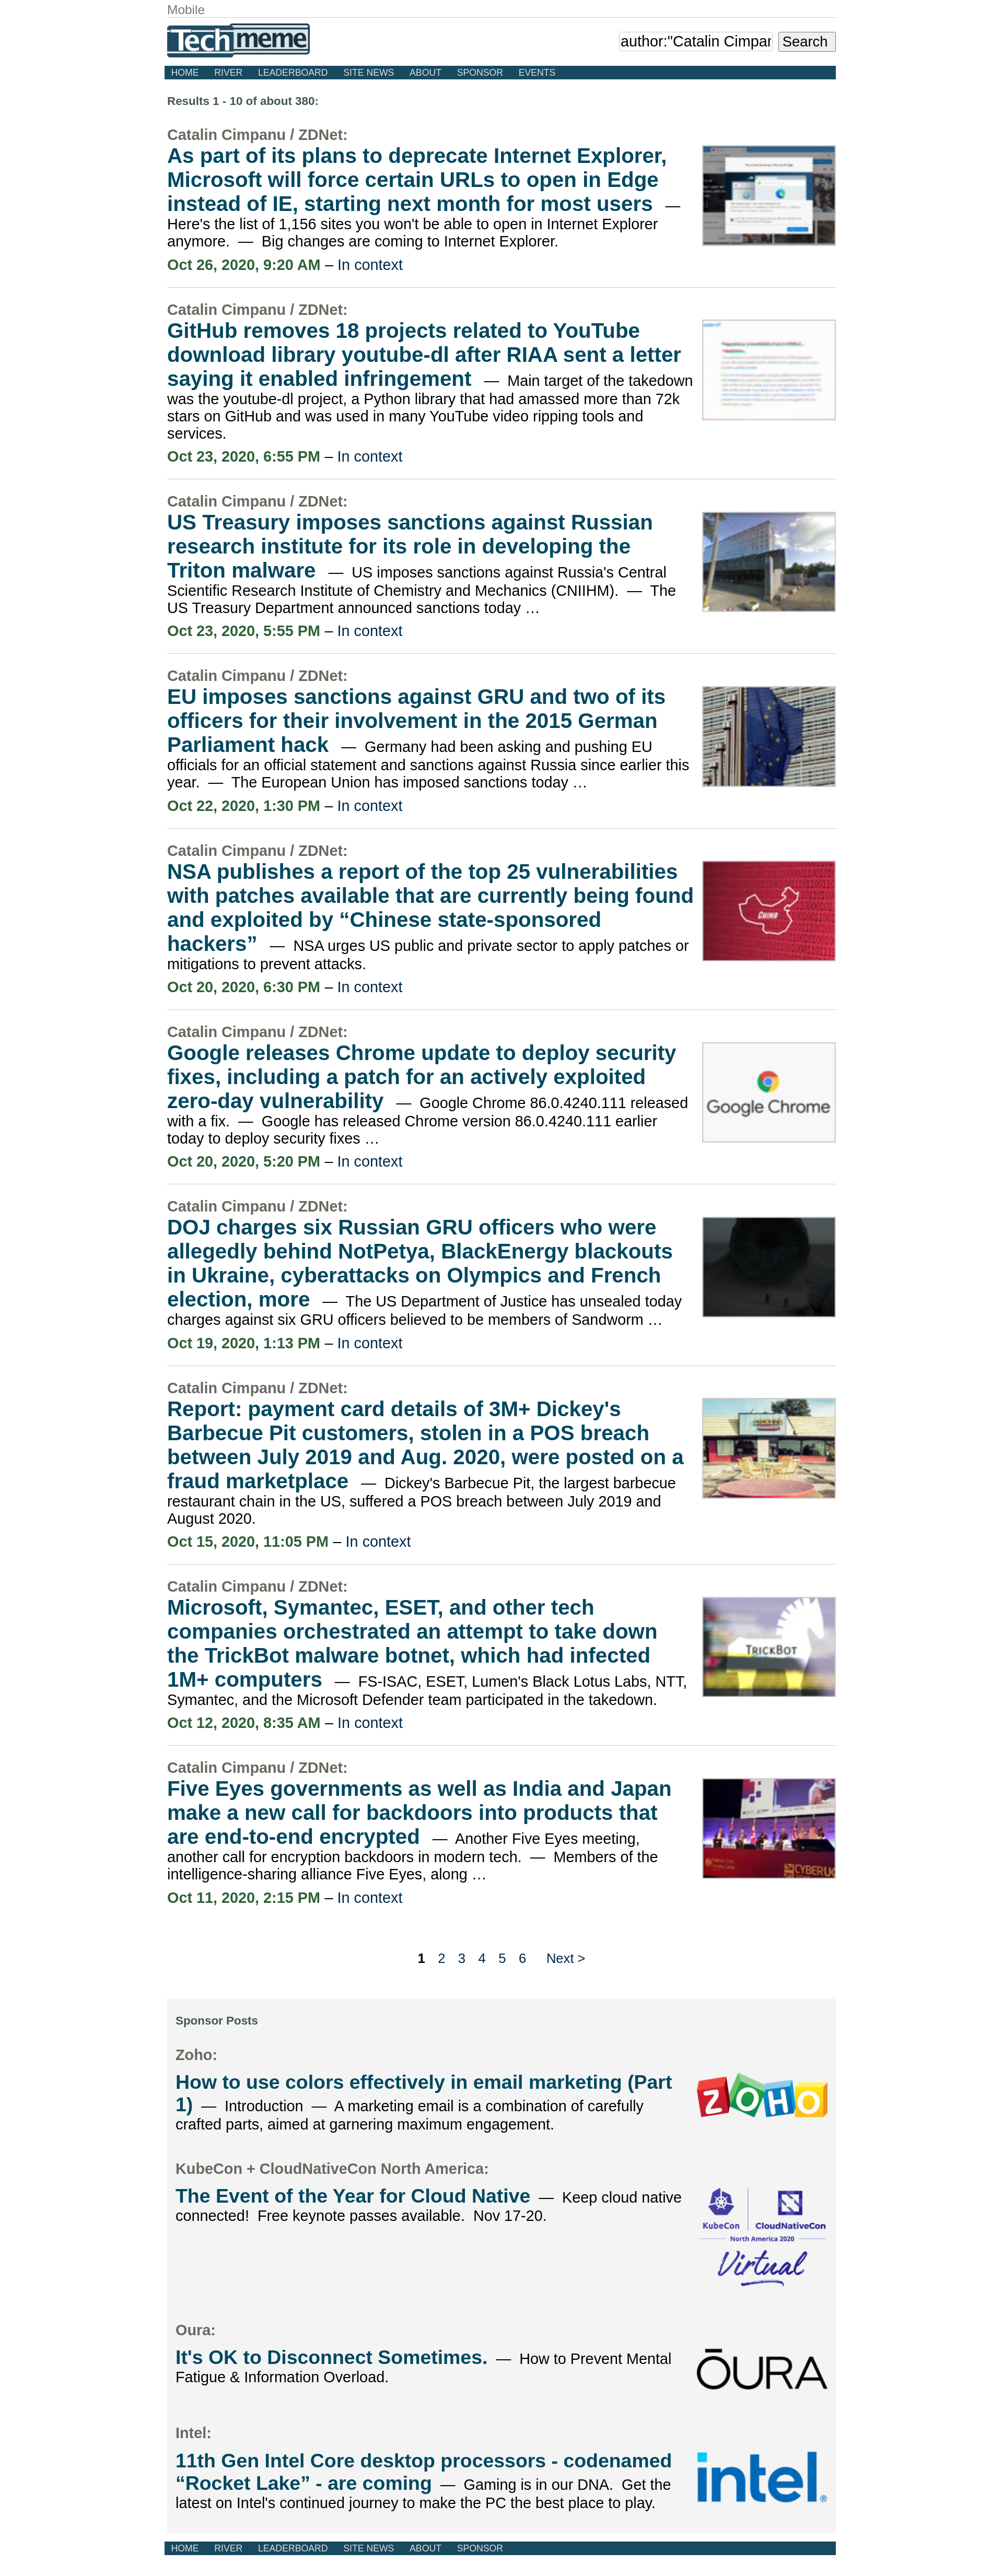 Mobile
Techmeme
author:"Catalin Cimpar Search
HOME RIVER LEADERBOARD SITE NEWS ABOUT SPONSOR EVENTS
Results 1 - 10 of about 380:
Catalin Cimpanu / ZDNet:
As part of its plans to deprecate Internet Explorer,
Microsoft will force certain URLs to open in Edge
instead of IE, starting next month for most users —
Here's the list of 1,156 sites you won't be able to open in Internet Explorer
anymore. — Big changes are coming to Internet Explorer.
Oct 26, 2020, 9:20 AM – In context
Catalin Cimpanu / ZDNet:
GitHub removes 18 projects related to YouTube
download library youtube-dl after RIAA sent a letter
saying it enabled infringement — Main target of the takedown
was the youtube-dl project, a Python library that had amassed more than 72k
stars on GitHub and was used in many YouTube video ripping tools and
services.
Oct 23, 2020, 6:55 PM – In context
Catalin Cimpanu / ZDNet:
US Treasury imposes sanctions against Russian
research institute for its role in developing the
Triton malware — US imposes sanctions against Russia's Central
Scientific Research Institute of Chemistry and Mechanics (CNIIHM). — The
US Treasury Department announced sanctions today …
Oct 23, 2020, 5:55 PM – In context
Catalin Cimpanu / ZDNet:
EU imposes sanctions against GRU and two of its
officers for their involvement in the 2015 German
Parliament hack — Germany had been asking and pushing EU
officials for an official statement and sanctions against Russia since earlier this
year. — The European Union has imposed sanctions today …
Oct 22, 2020, 1:30 PM – In context
Catalin Cimpanu / ZDNet:
NSA publishes a report of the top 25 vulnerabilities
with patches available that are currently being found
and exploited by “Chinese state-sponsored
hackers” — NSA urges US public and private sector to apply patches or
mitigations to prevent attacks.
CHINA
Oct 20, 2020, 6:30 PM – In context
Catalin Cimpanu / ZDNet:
Google releases Chrome update to deploy security
fixes, including a patch for an actively exploited
zero-day vulnerability — Google Chrome 86.0.4240.111 released
with a fix. — Google has released Chrome version 86.0.4240.111 earlier
today to deploy security fixes …
Google Chrome
Oct 20, 2020, 5:20 PM – In context
Catalin Cimpanu / ZDNet:
DOJ charges six Russian GRU officers who were
allegedly behind NotPetya, BlackEnergy blackouts
in Ukraine, cyberattacks on Olympics and French
election, more — The US Department of Justice has unsealed today
charges against six GRU officers believed to be members of Sandworm …
Oct 19, 2020, 1:13 PM – In context
Catalin Cimpanu / ZDNet:
Report: payment card details of 3M+ Dickey's
Barbecue Pit customers, stolen in a POS breach
between July 2019 and Aug. 2020, were posted on a
fraud marketplace — Dickey's Barbecue Pit, the largest barbecue
restaurant chain in the US, suffered a POS breach between July 2019 and
August 2020.
Oct 15, 2020, 11:05 PM – In context
Catalin Cimpanu / ZDNet:
Microsoft, Symantec, ESET, and other tech
companies orchestrated an attempt to take down
the TrickBot malware botnet, which had infected
1M+ computers — FS-ISAC, ESET, Lumen's Black Lotus Labs, NTT,
Symantec, and the Microsoft Defender team participated in the takedown.
TRICKBOT
Oct 12, 2020, 8:35 AM – In context
Catalin Cimpanu / ZDNet:
Five Eyes governments as well as India and Japan
make a new call for backdoors into products that
are end-to-end encrypted — Another Five Eyes meeting,
another call for encryption backdoors in modern tech. — Members of the
intelligence-sharing alliance Five Eyes, along …
CYBERUK
Oct 11, 2020, 2:15 PM – In context
1 2 3 4 5 6 Next >
Sponsor Posts
Zoho:
How to use colors effectively in email marketing (Part
1) — Introduction — A marketing email is a combination of carefully
crafted parts, aimed at garnering maximum engagement.
ZOHO
KubeCon + CloudNativeCon North America:
The Event of the Year for Cloud Native — Keep cloud native
connected! Free keynote passes available. Nov 17-20.
KubeCon CloudNativeCon
North America 2020
Virtual
Oura:
It's OK to Disconnect Sometimes. — How to Prevent Mental
Fatigue & Information Overload.
ŌURA
Intel:
11th Gen Intel Core desktop processors - codenamed
“Rocket Lake” - are coming — Gaming is in our DNA. Get the
latest on Intel's continued journey to make the PC the best place to play.
intel®
HOME RIVER LEADERBOARD SITE NEWS ABOUT SPONSOR